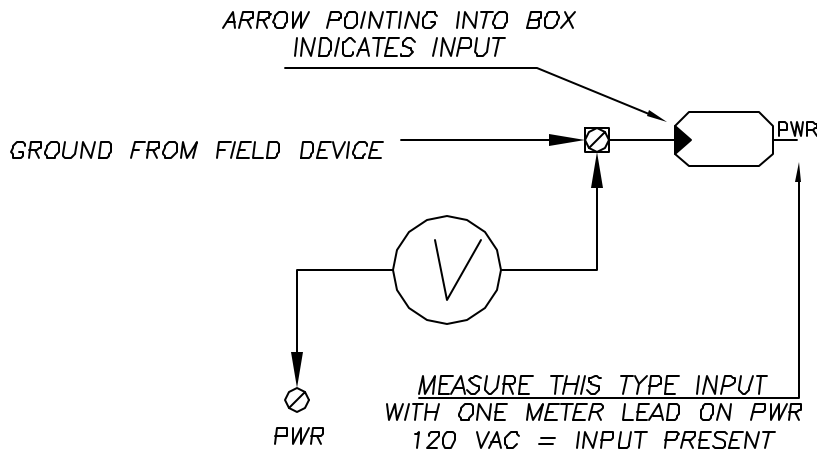 ARROW POINTING INTO BOX
INDICATES INPUT
PWR
GROUND FROM FIELD DEVICE
V
MEASURE THIS TYPE INPUT
WITH ONE METER LEAD ON PWR
120 VAC = INPUT PRESENT
PWR